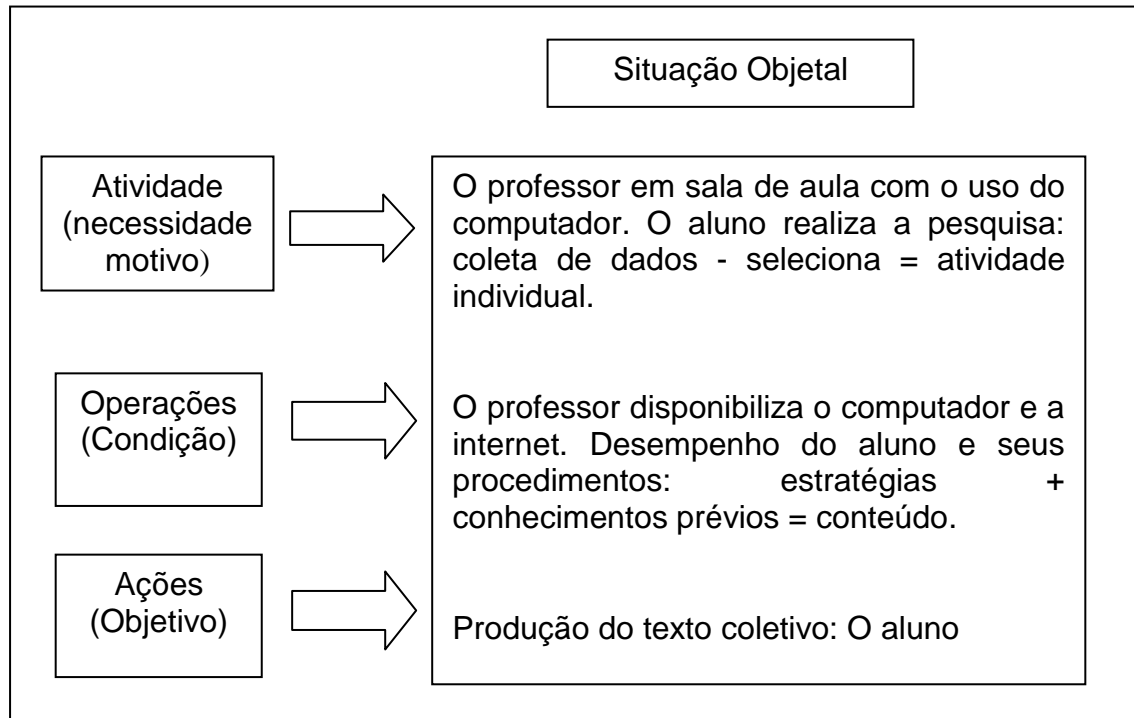 Situação Objetal
Atividade
(necessidade
motivo)
O professor em sala de aula com o uso do
computador. O aluno realiza a pesquisa:
coleta de dados - seleciona = atividade
individual.
Operações
(Condição)
O professor disponibiliza o computador e a
internet. Desempenho do aluno e seus
procedimentos: estratégias +
conhecimentos prévios = conteúdo.
Ações
(Objetivo)
Produção do texto coletivo: O aluno